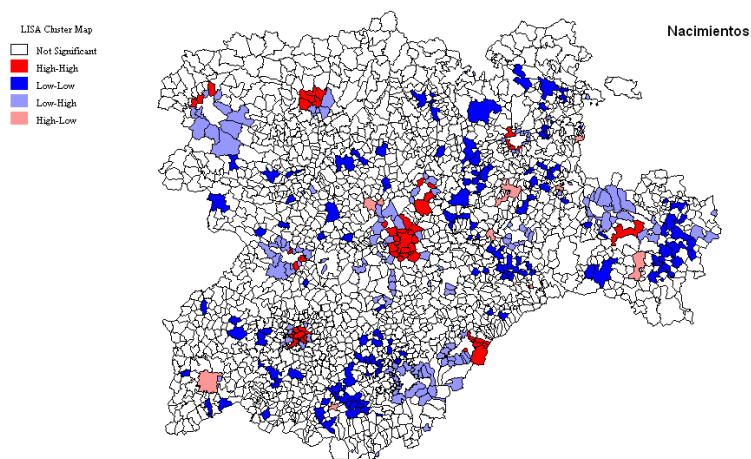 LISA Cluster Map
Nacimientos
Not Significant
High-High
Low-Low
Low-High
High-Low